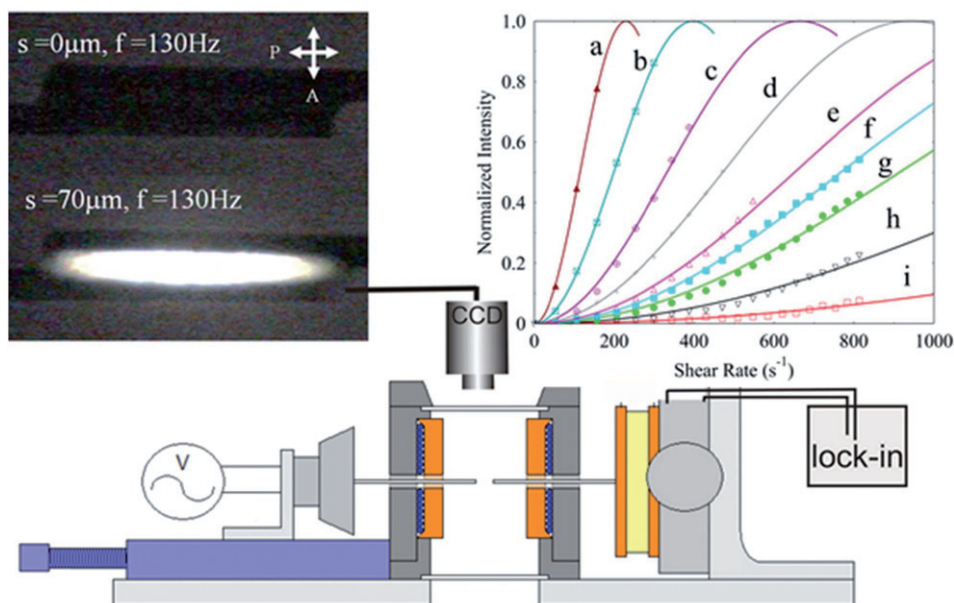 s =0μm, f =130Hz
P
A
s =70μm, f =130Hz
CCD
V
lock-in
Normalized Intensity
1.0
0.8
0.6
0.4
0.2
0
a
b
c
d
e
f
g
h
i
0
200
400
600
800
1000
Shear Rate (s⁻¹)